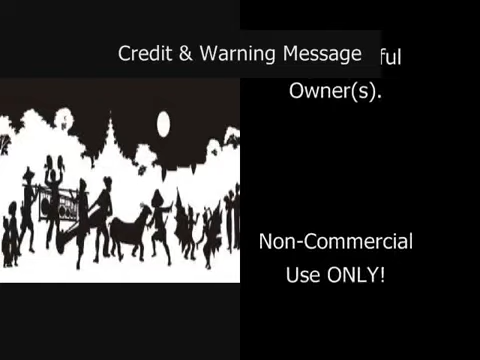 Credit & Warning Message
ful
Owner(s).
Non-Commercial
Use ONLY!